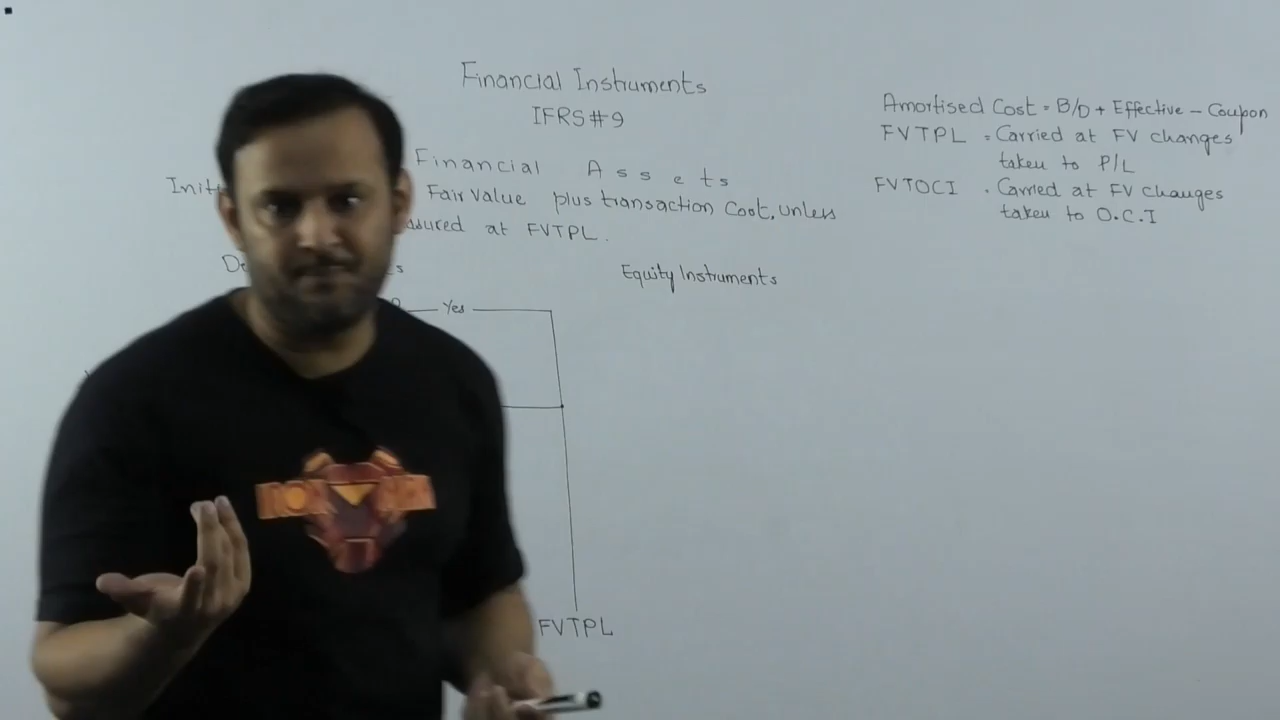 Financial Instruments
IFRS#9
Financial Assets
Fair Value plus transaction Cost, unless
at FVTPL.
Equity Instruments
Yes
FVTPL
Amortised Cost = B/D + Effective - Coupon
FVTPL = Carried at FV changes
taken to P/L
FVTOCI . Carried at FV changes
taken to O.C.I